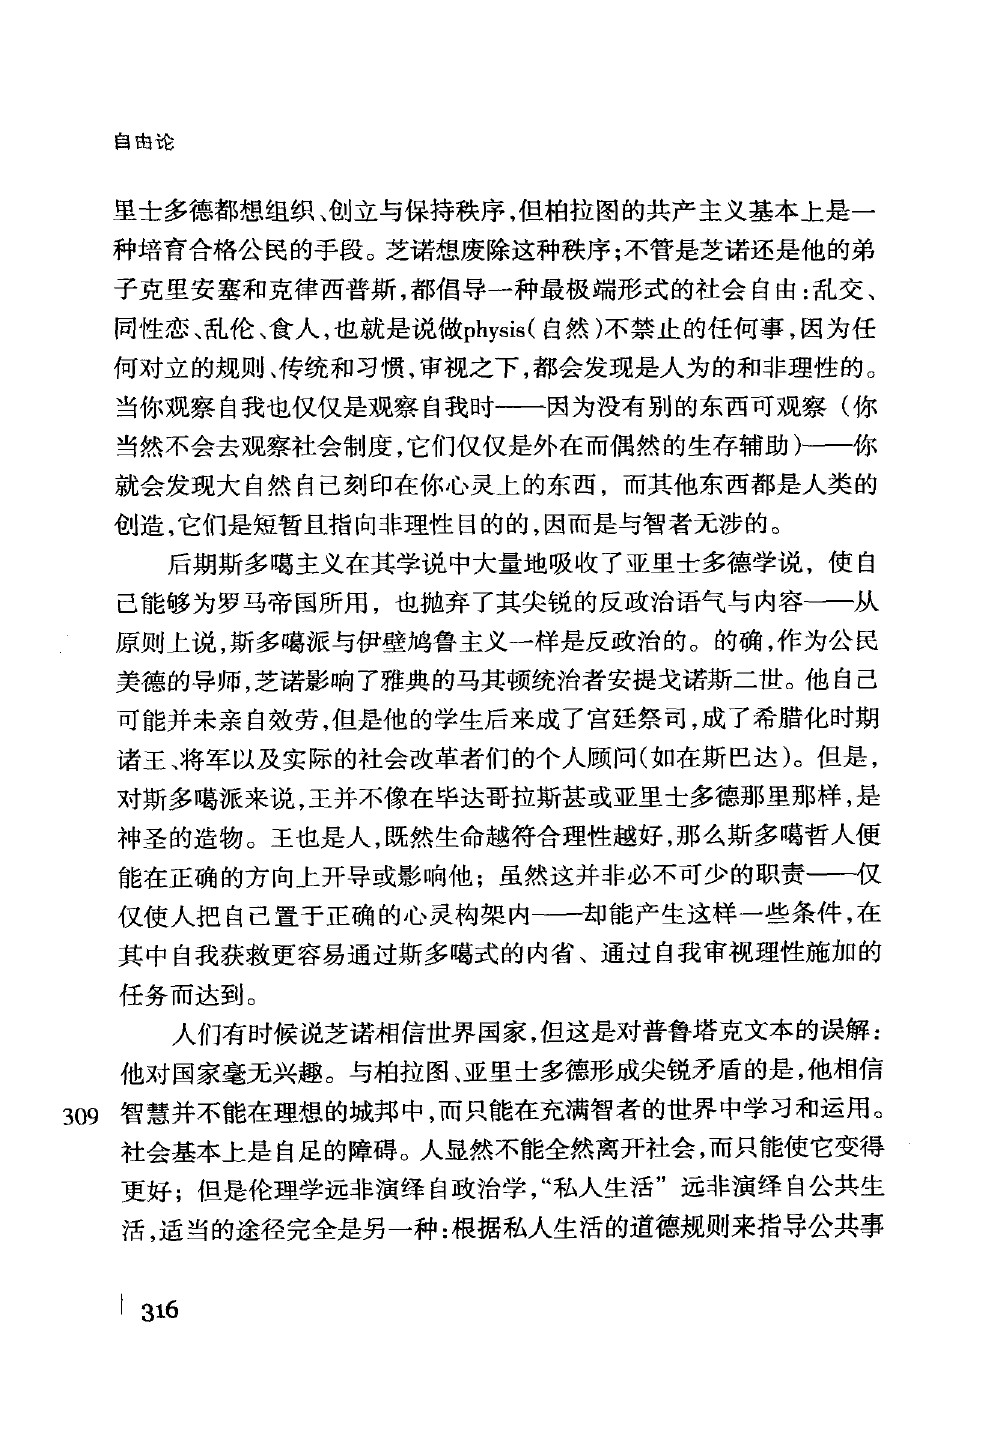 自由论
里士多德都想组织、创立与保持秩序,但柏拉图的共产主义基本上是一
种培育合格公民的手段。芝诺想废除这种秩序;不管是芝诺还是他的弟
子克里安塞和克律西普斯,都倡导一种最极端形式的社会自由:乱交、
同性恋、乱伦、食人,也就是说做physis(自然)不禁止的任何事,因为任
何对立的规则、传统和习惯,审视之下,都会发现是人为的和非理性的。
当你观察自我也仅仅是观察自我时——因为没有别的东西可观察（你
当然不会去观察社会制度,它们仅仅是外在而偶然的生存辅助)——你
就会发现大自然自已刻印在你心灵上的东西，而其他东西都是人类的
创造,它们是短暂且指向非理性目的的,因而是与智者无涉的。
后期斯多噶主义在其学说中大量地吸收了亚里士多德学说，使自
己能够为罗马帝国所用，也抛弃了其尖锐的反政治语气与内容——从
原则上说,斯多噶派与伊壁鸠鲁主义一样是反政治的。的确,作为公民
美德的导师,芝诺影响了雅典的马其顿统治者安提戈诺斯二世。他自己
可能并未亲自效劳,但是他的学生后来成了宫廷祭司,成了希腊化时期
诸王、将军以及实际的社会改革者们的个人顾问(如在斯巴达)。但是,
对斯多噶派来说,王并不像在毕达哥拉斯甚或亚里士多德那里那样,是
神圣的造物。王也是人,既然生命越符合理性越好,那么斯多噶哲人便
能在正确的方向上开导或影响他；虽然这并非必不可少的职责——仅
仅使人把自己置于正确的心灵构架内——却能产生这样一些条件,在
其中自我获救更容易通过斯多噶式的内省、通过自我审视理性施加的
任务而达到。
人们有时候说芝诺相信世界国家,但这是对普鲁塔克文本的误解:
他对国家毫无兴趣。与柏拉图、亚里士多德形成尖锐矛盾的是,他相信
309 智慧并不能在理想的城邦中,而只能在充满智者的世界中学习和运用。
社会基本上是自足的障碍。人显然不能全然离开社会,而只能使它变得
更好；但是伦理学远非演绎自政治学,“私人生活”远非演绎自公共生
活,适当的途径完全是另一种:根据私人生活的道德规则来指导公共事
316